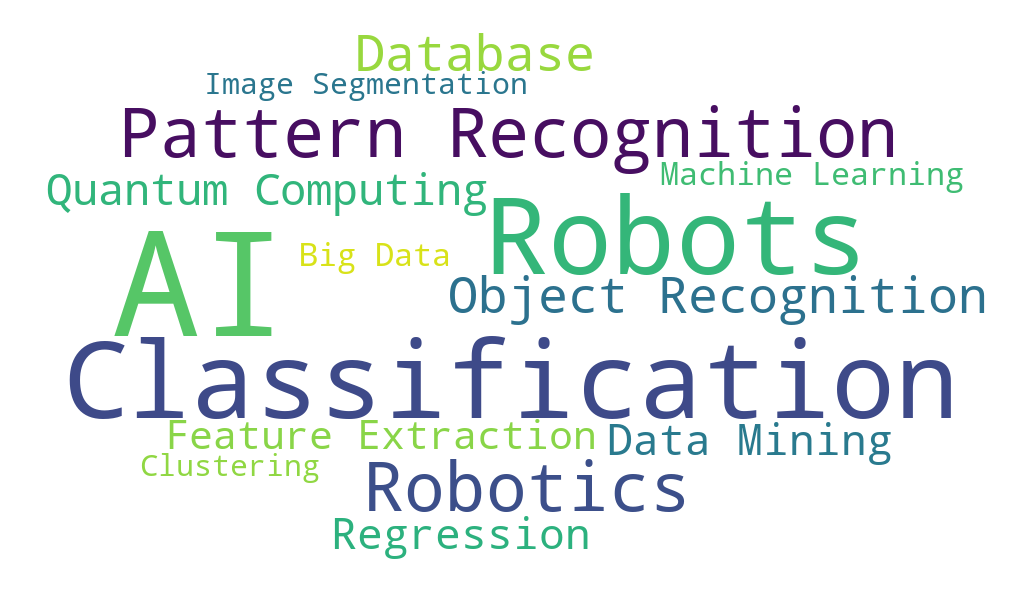 Database
Image Segmentation
Pattern Recognition
Machine Learning
Quantum Computing
Robots
AI
Big Data
Object Recognition
Classification
Feature Extraction
Data Mining
Clustering
Robotics
Regression